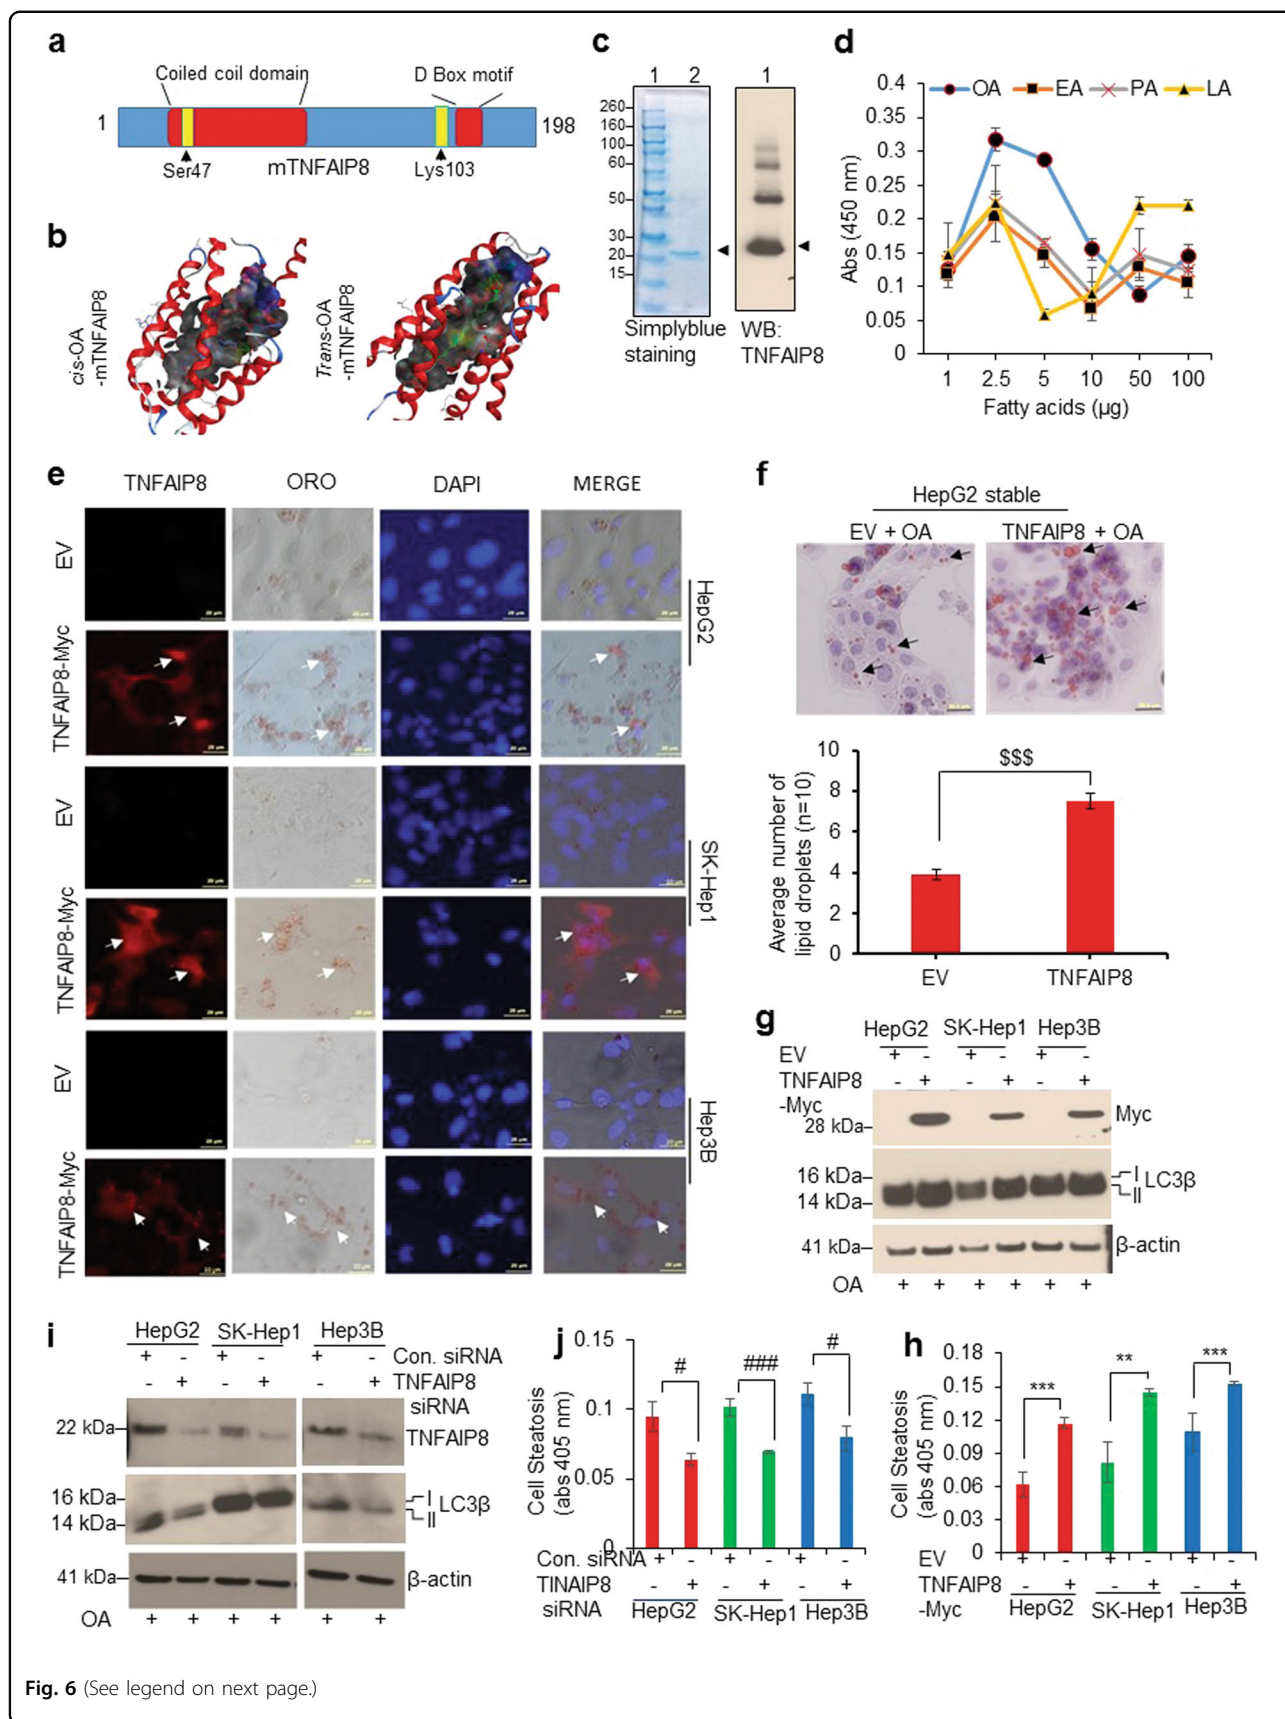 a
Coiled coil domain
D Box motif
1
198
Ser47
mTNFAIP8
Lys103
b
cis-OA
-mTNFAIP8
Trans-OA
-mTNFAIP8
c
1 2
1
260
160
100
60
50
30
20
15
Simplyblue
staining
WB:
TNFAIP8
d
OA EA PA LA
0.4
0.35
0.3
0.25
0.2
0.15
0.1
0.05
0
Abs (450 nm)
1 2.5 5 10 50 100
Fatty acids (µg)
e
TNFAIP8 ORO DAPI MERGE
EV
TNFAIP8-Myc
HepG2
EV
TNFAIP8-Myc
SK-Hep1
EV
TNFAIP8-Myc
Hep3B
f
HepG2 stable
EV + OA
TNFAIP8 + OA
Average number of
lipid droplets (n=10)
10
8
6
4
2
0
$$$
EV
TNFAIP8
g
HepG2 SK-Hep1 Hep3B
EV + - + - + -
TNFAIP8 - + - + - +
-Myc
28 kDa
Myc
16 kDa
14 kDa
I
II
LC3β
41 kDa
β-actin
OA + + + + + +
i
HepG2 SK-Hep1 Hep3B
+ - + - + - Con. siRNA
- + - + - + TNFAIP8
siRNA
22 kDa
TNFAIP8
16 kDa
14 kDa
I
II
LC3β
41 kDa
β-actin
OA + + + + + +
j
Cell Steatosis
(abs 405 nm)
0.15
0.1
0.05
0
# ### #
Con. siRNA + - + - + -
TINAIP8 - + - + - +
siRNA
HepG2 SK-Hep1 Hep3B
h
Cell Steatosis
(abs 405 nm)
0.18
0.15
0.12
0.09
0.06
0.03
0
*** ** ***
EV + - + - + -
TNFAIP8 - + - + - +
-Myc
HepG2 SK-Hep1 Hep3B
Fig. 6 (See legend on next page.)